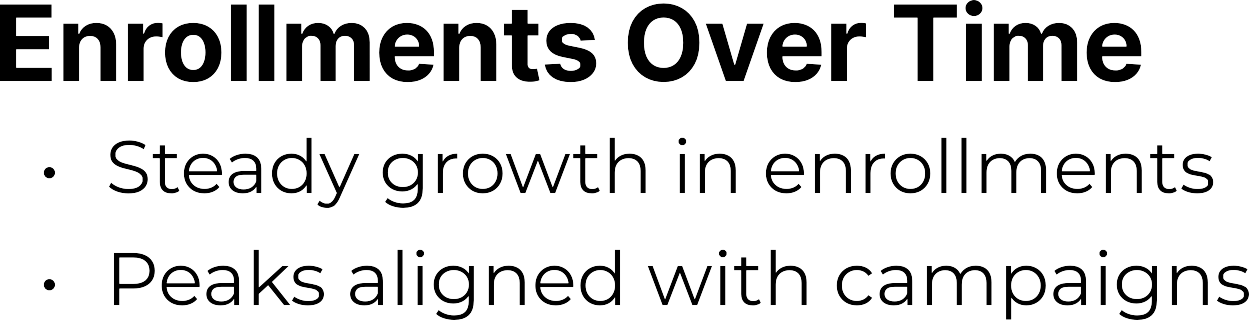 Enrollments Over Time
• Steady growth in enrollments
• Peaks aligned with campaigns